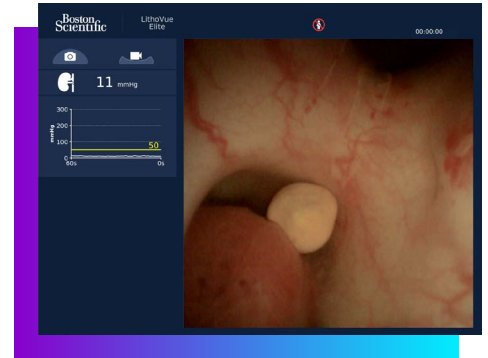 Boston
Scientific
LithoVue
Elite
00:00:00
11 mmHg
300
200
100
0
mmHg
50
60s
0s